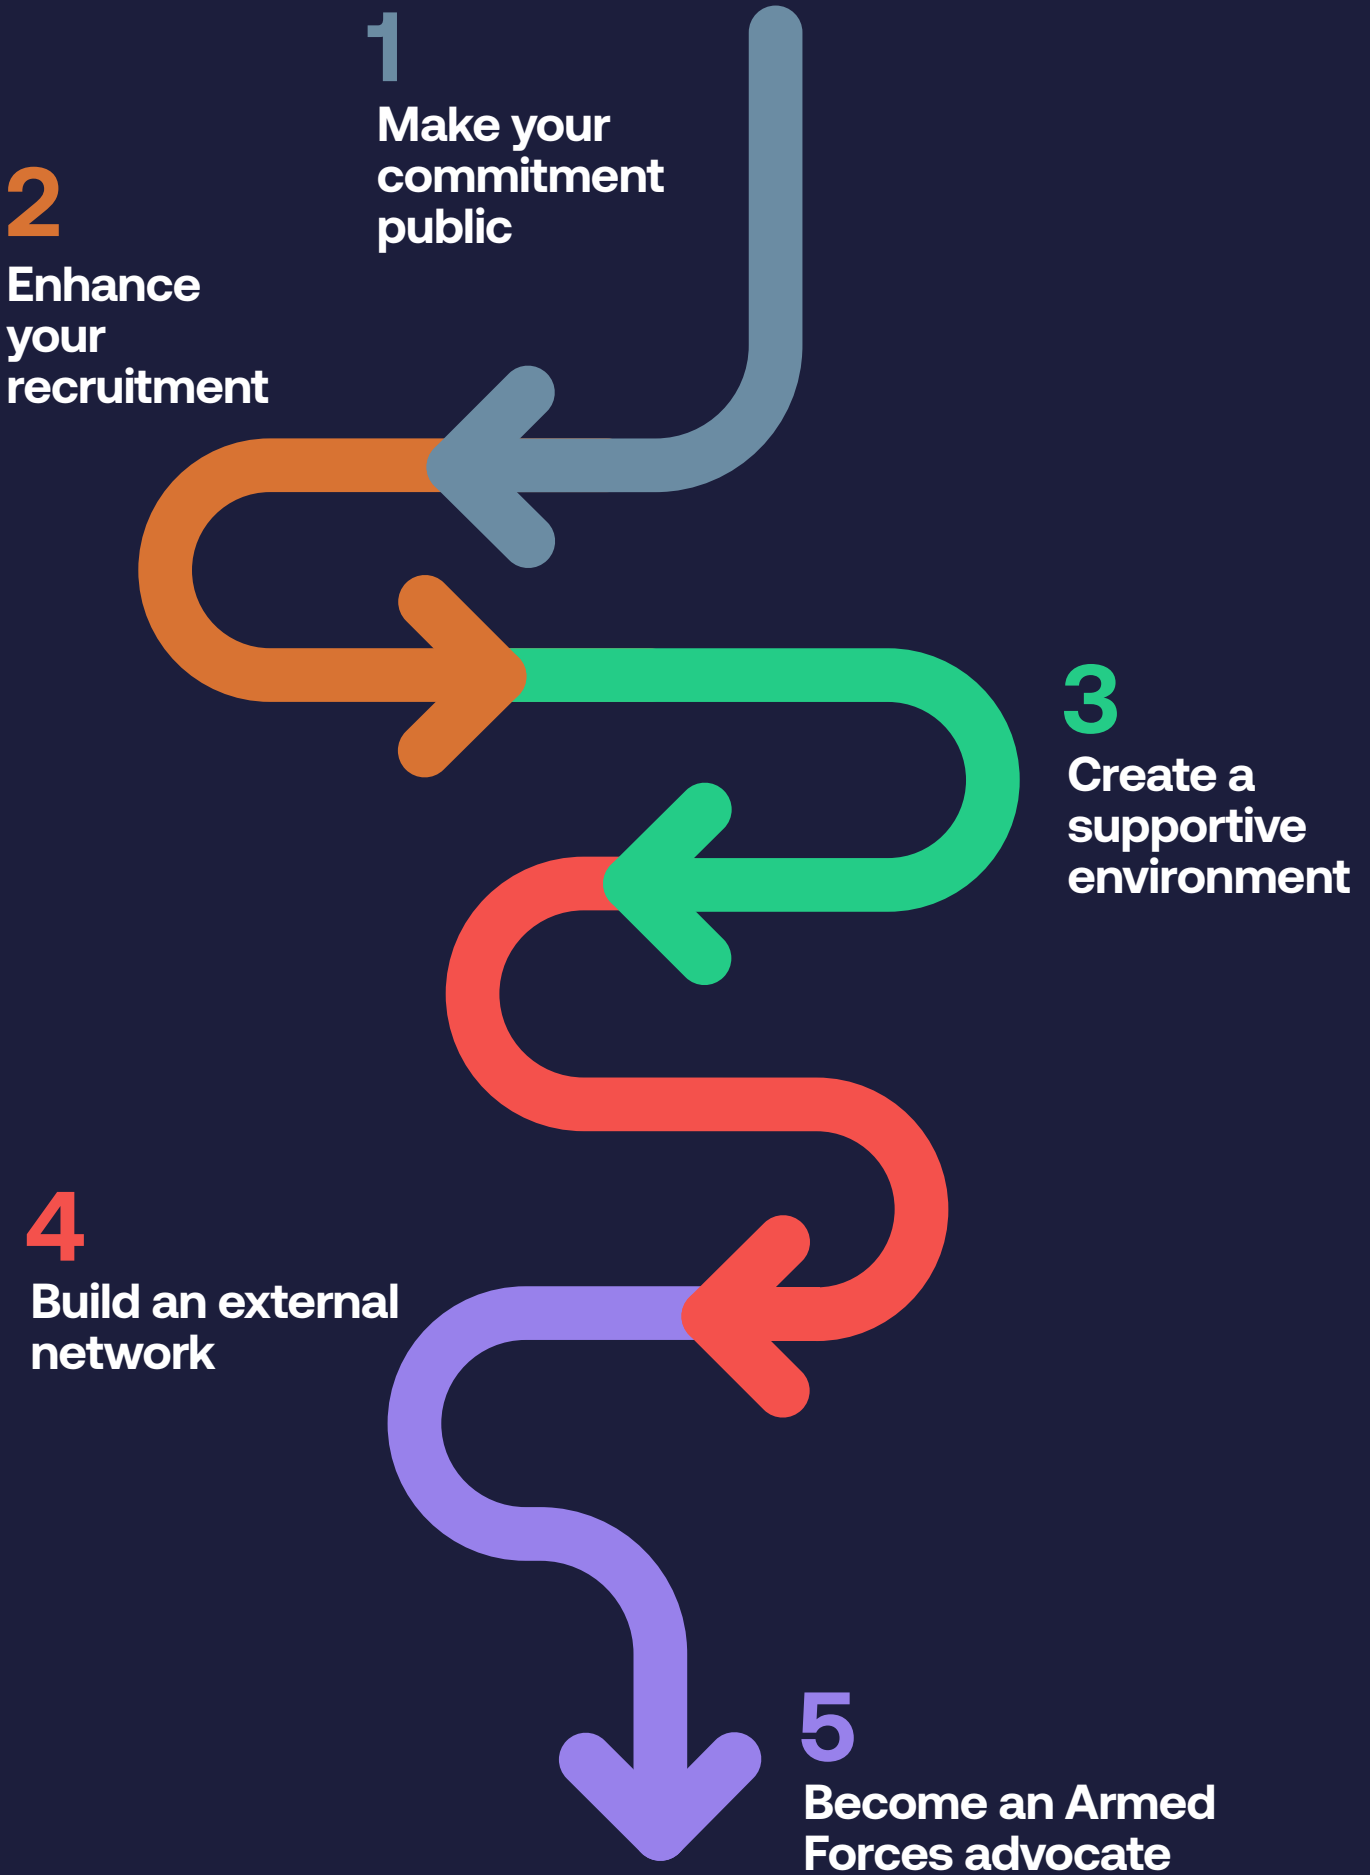 1
Make your
commitment
public
2
Enhance
your
recruitment
3
Create a
supportive
environment
4
Build an external
network
5
Become an Armed
Forces advocate